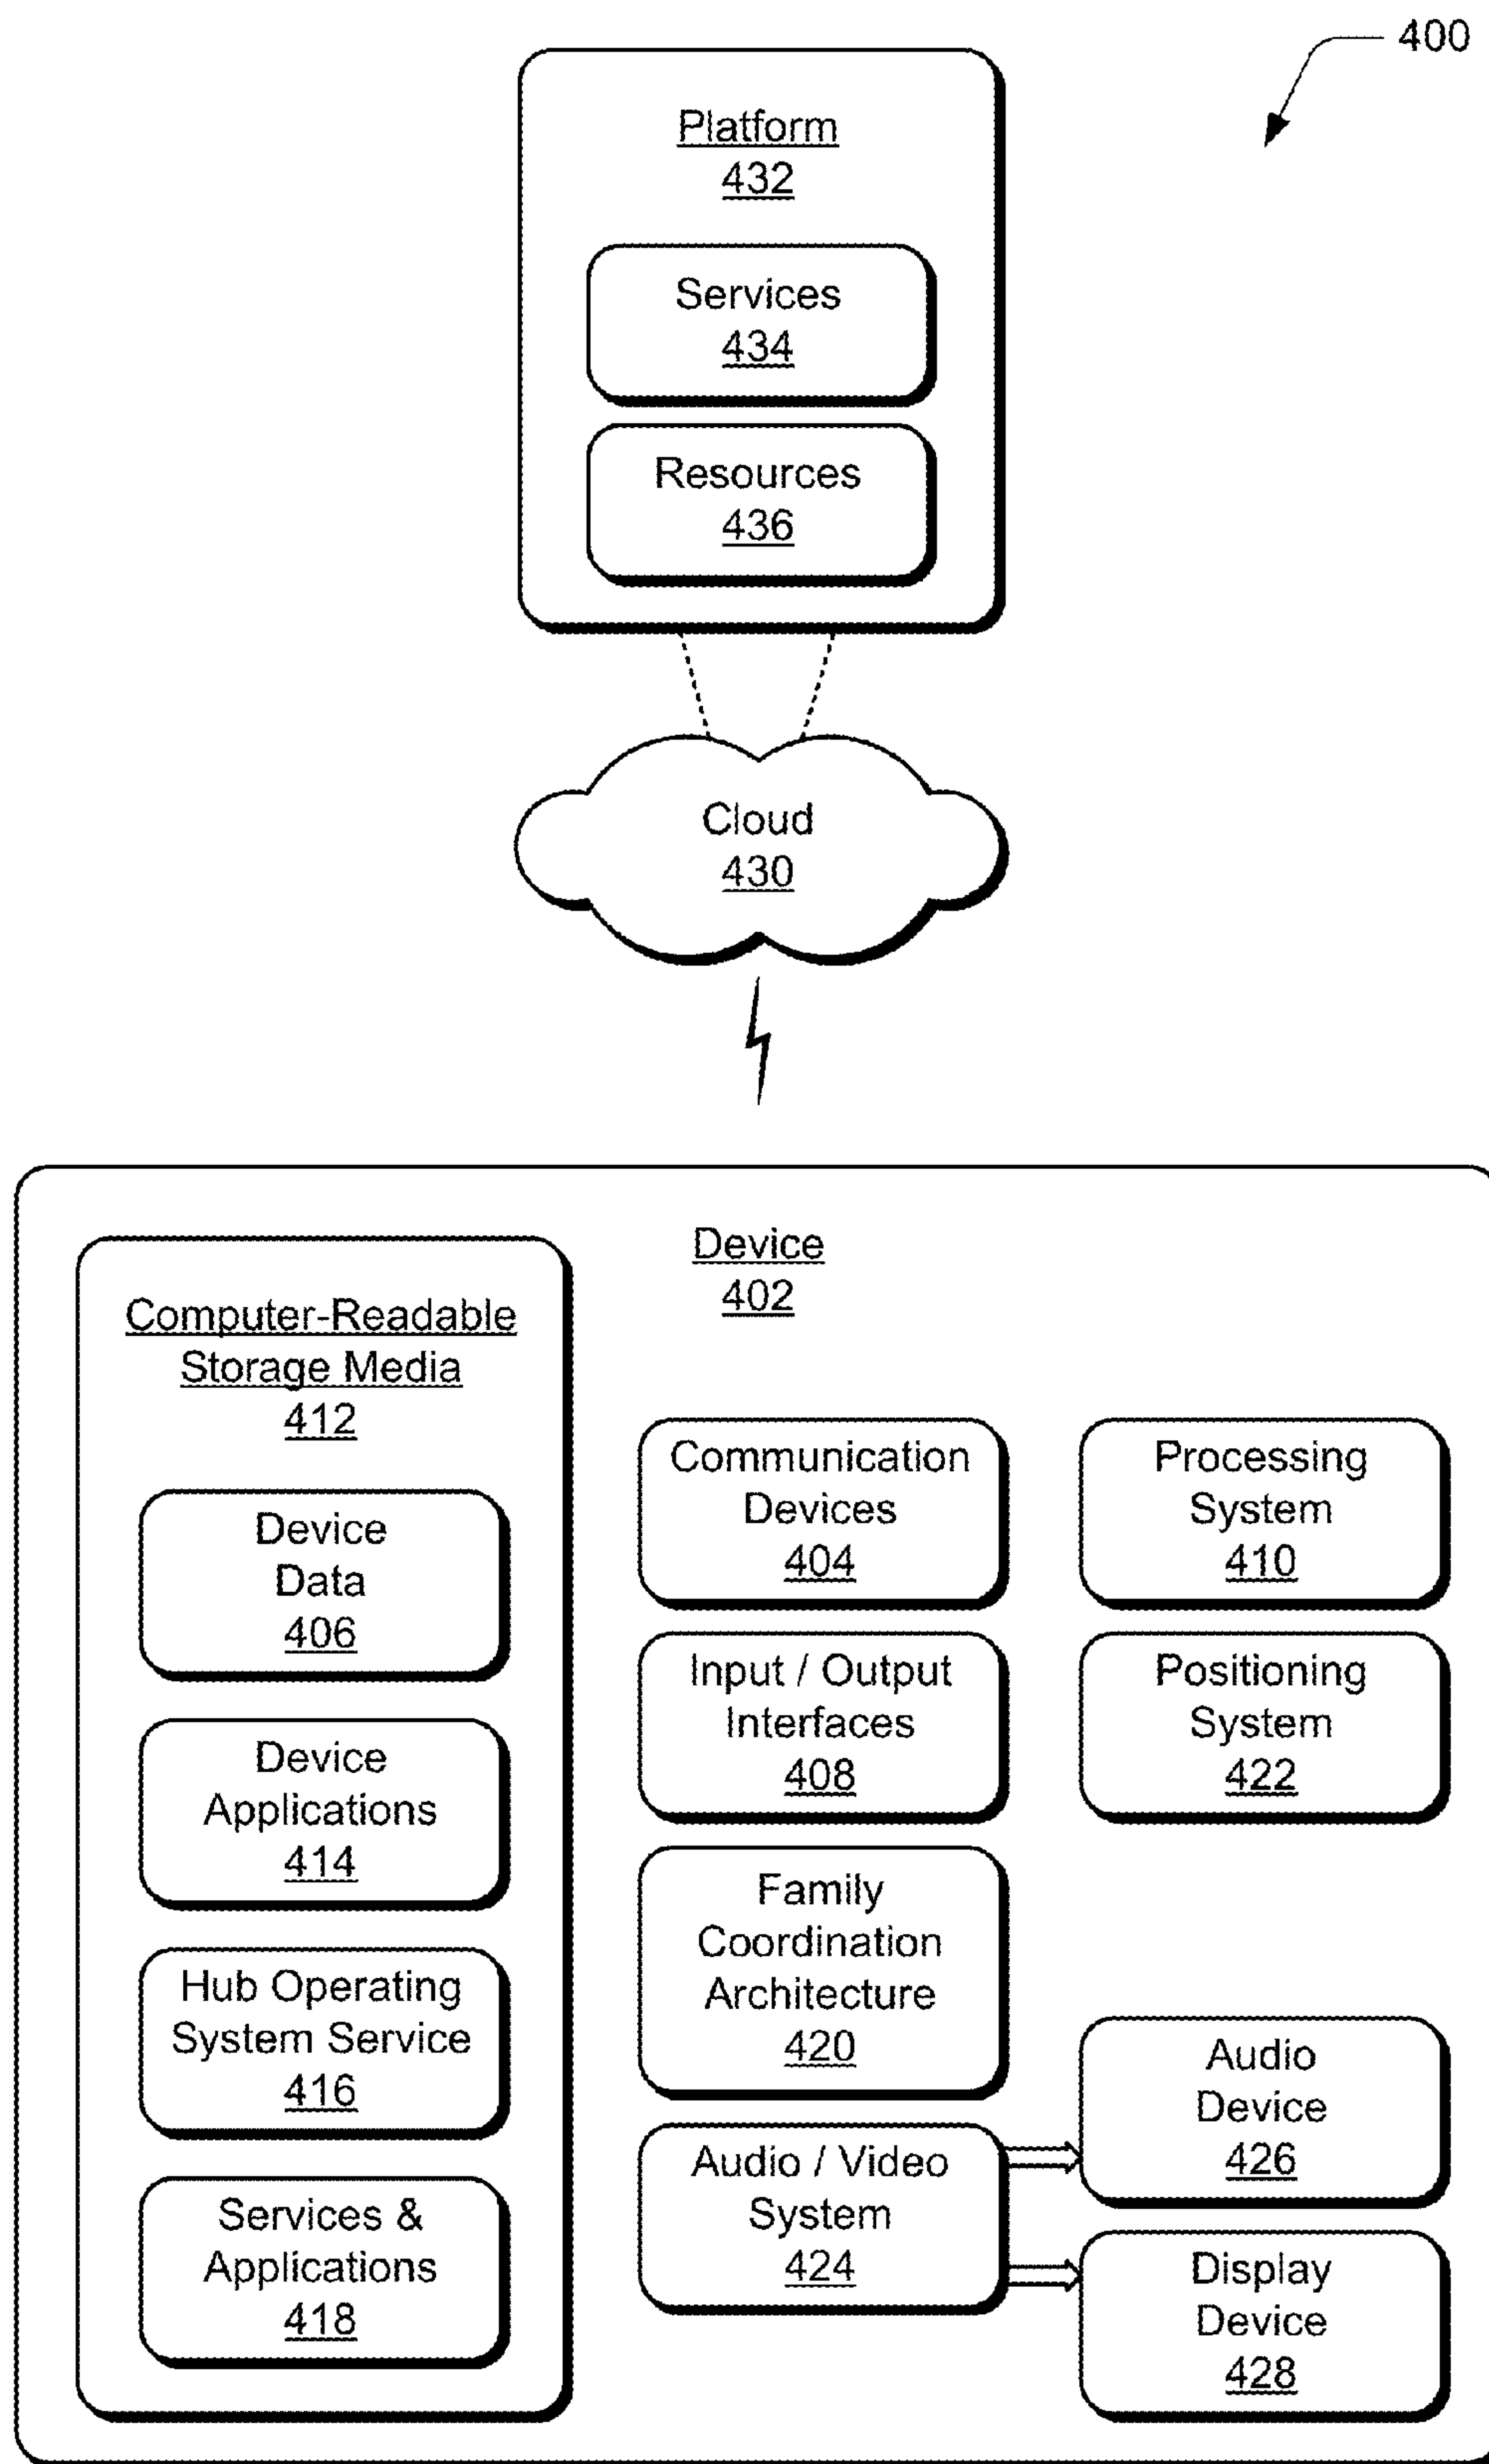 400
Platform
432
Services
434
Resources
436
Cloud
430
Device
402
Computer-Readable
Storage Media
412
Device
Data
406
Device
Applications
414
Hub Operating
System Service
416
Services &
Applications
418
Communication
Devices
404
Processing
System
410
Input / Output
Interfaces
408
Positioning
System
422
Family
Coordination
Architecture
420
Audio / Video
System
424
Audio
Device
426
Display
Device
428